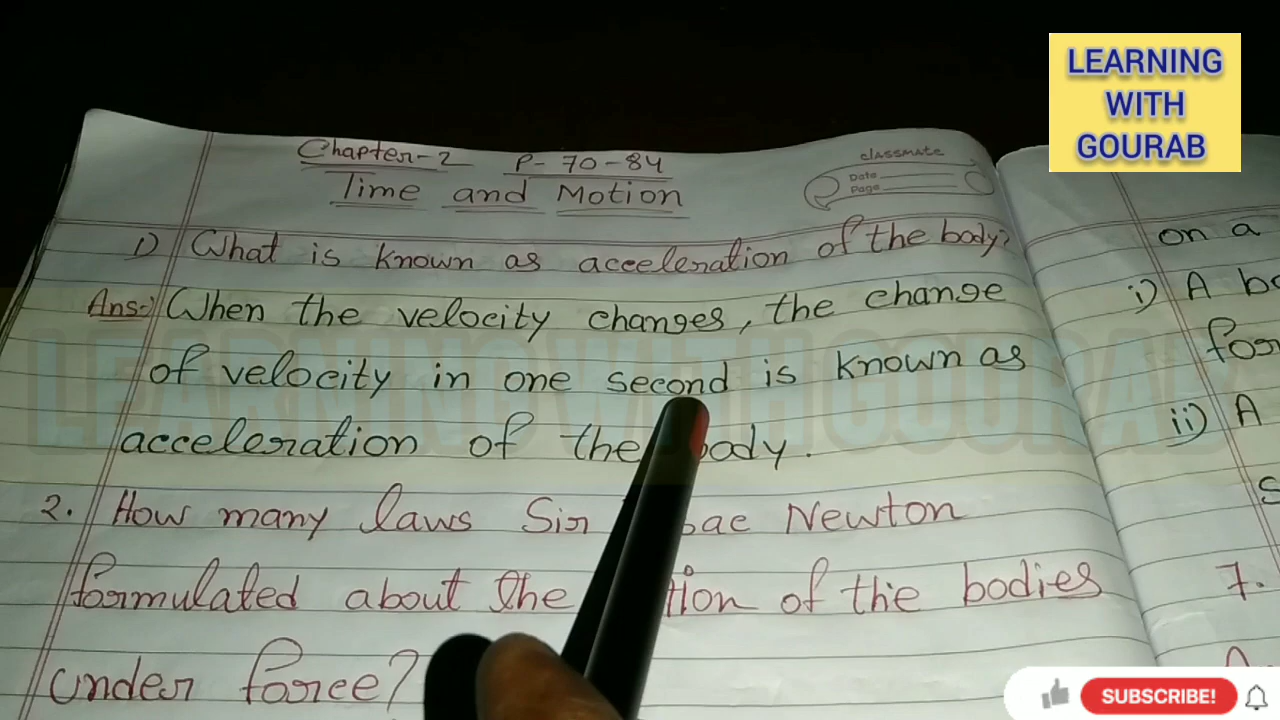 LEARNING
WITH
GOURAB
Chapter-2 P-70-84
Time and Motion
classmate
Date
Page
1) What is known as acceleration of the body?
Ans:-) When the velocity changes, the change
of velocity in one second is known as
acceleration of the body.
2. How many laws Sir Newton
formulated about the of the bodies
under force?
on a
i) A
ii) A
7.
LEARNING WITH GOURAB
SUBSCRIBE!